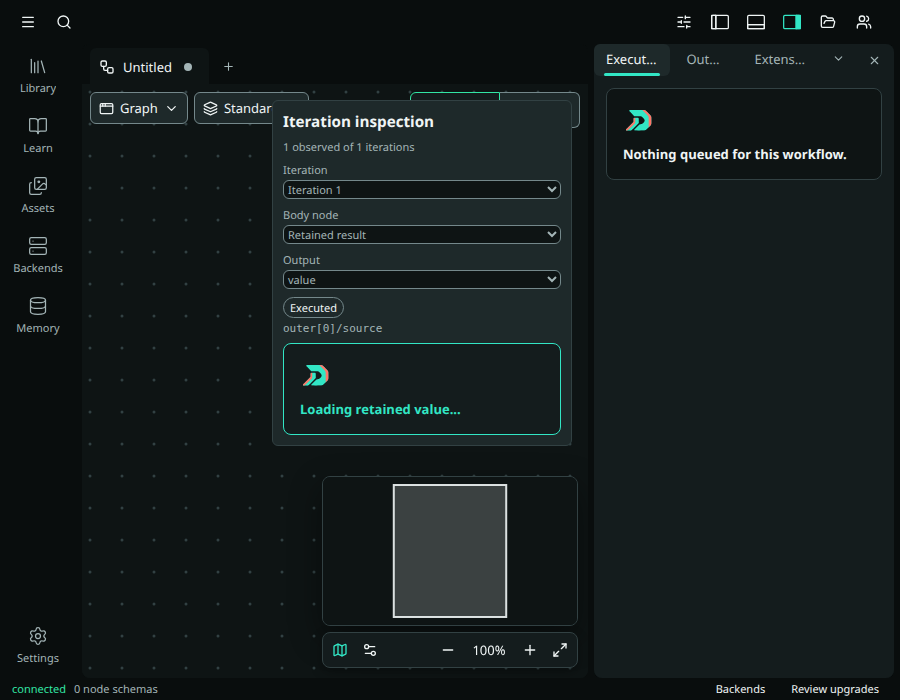 Untitled
Execut...
Out...
Extens...
Library
Learn
Assets
Backends
Memory
Settings
Graph
Standar
Iteration inspection
1 observed of 1 iterations
Iteration
Iteration 1
Body node
Retained result
Output
value
Executed
outer[0]/source
Loading retained value...
Nothing queued for this workflow.
100%
connected
0 node schemas
Backends
Review upgrades